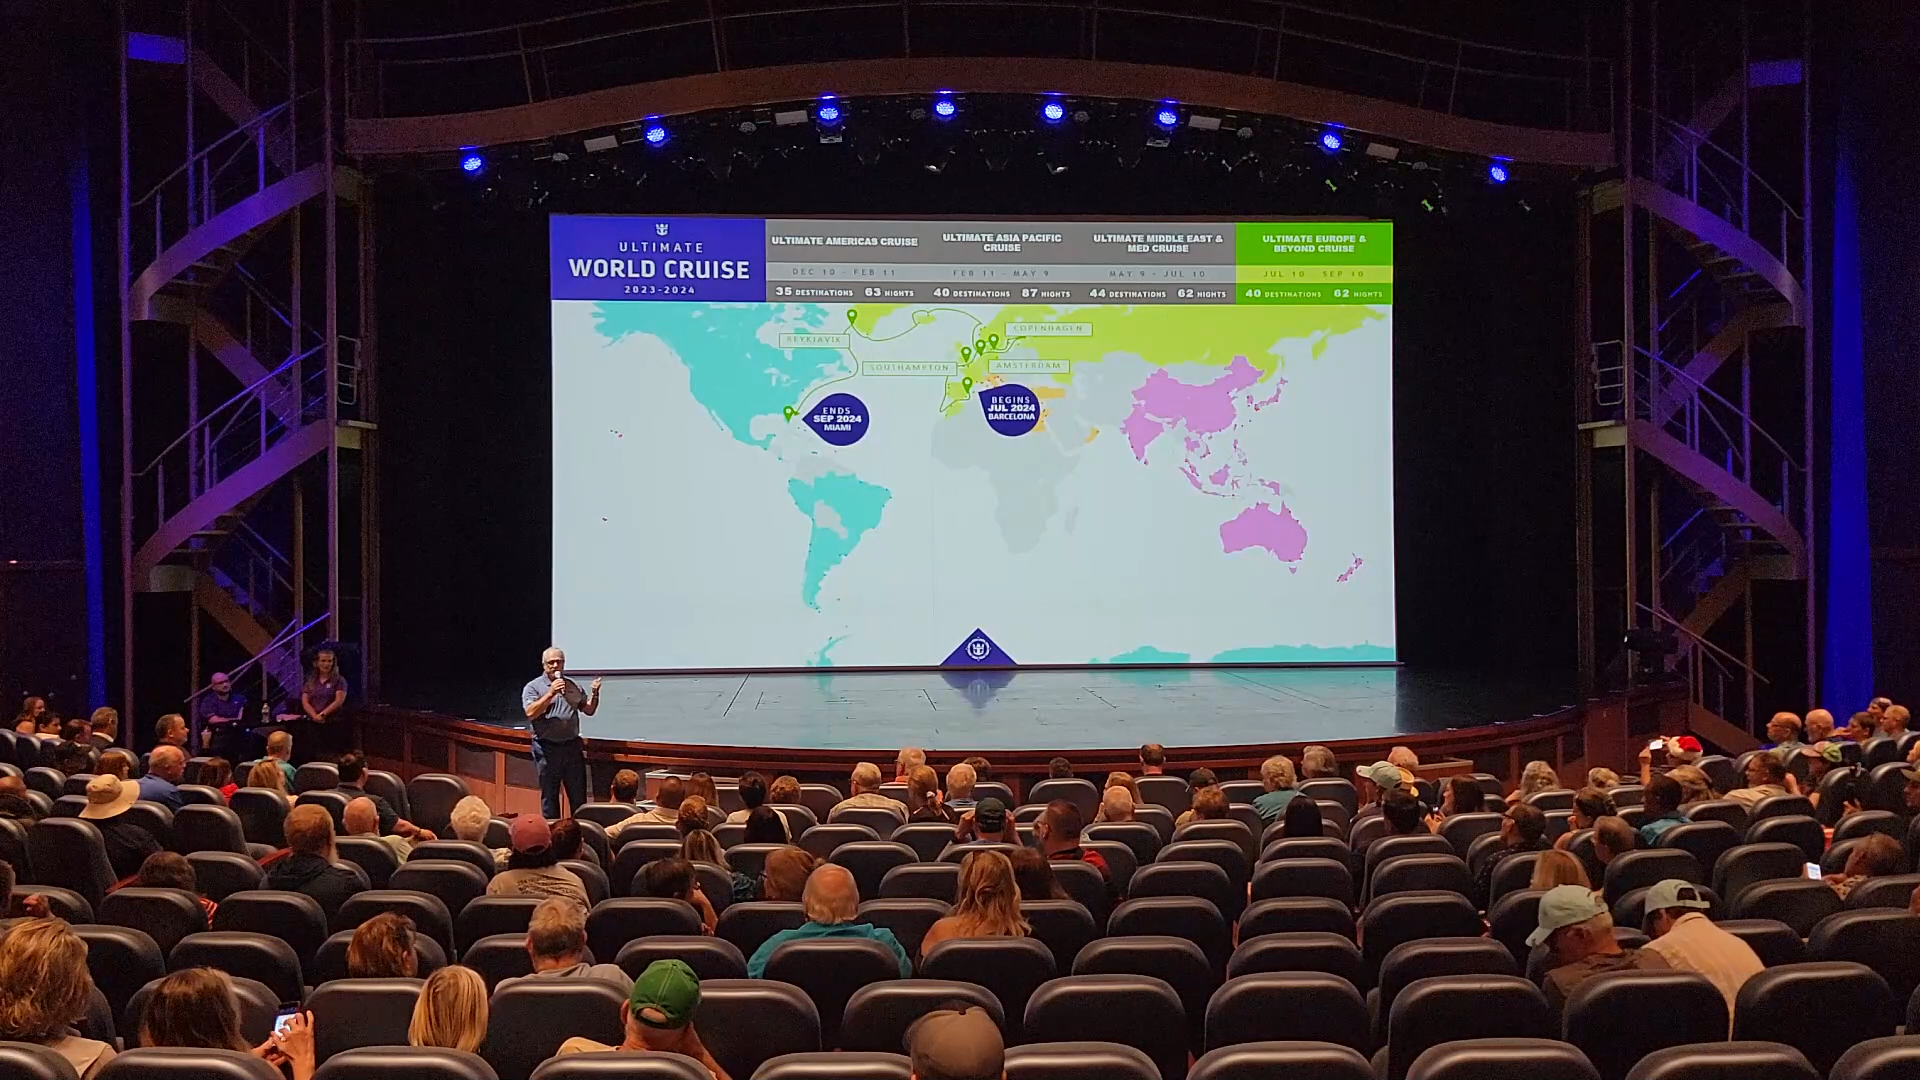 ULTIMATE
WORLD CRUISE
2023-2024
ULTIMATE AMERICAS CRUISE
DEC 10 - FEB 11
35 DESTINATIONS 63 NIGHTS
ULTIMATE ASIA PACIFIC
CRUISE
FEB 11 - MAY 9
40 DESTINATIONS 87 NIGHTS
ULTIMATE MIDDLE EAST &
MED CRUISE
MAY 9 - JUL 10
44 DESTINATIONS 62 NIGHTS
ULTIMATE EUROPE &
BEYOND CRUISE
JUL 10 - SEP 10
40 DESTINATIONS 62 NIGHTS
COPENHAGEN
REYKJAVIK
SOUTHAMPTON
AMSTERDAM
ENDS
SEP 2024
MIAMI
BEGINS
JUL 2024
BARCELONA